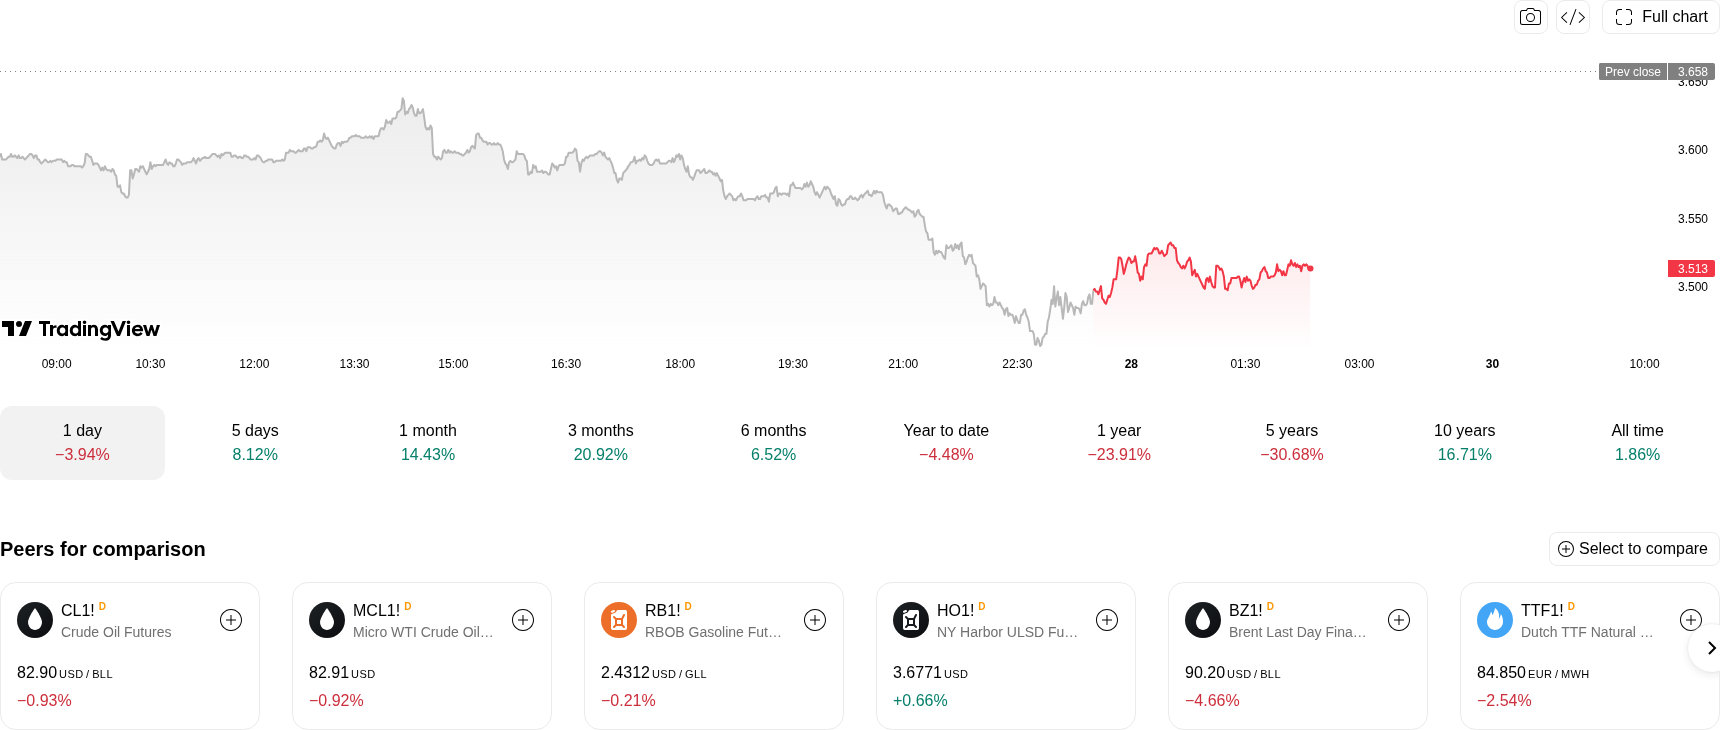 Full chart
Prev close 3.658
3.650
3.600
3.550
3.513
3.500
TradingView
09:00 10:30 12:00 13:30 15:00 16:30 18:00 19:30 21:00 22:30 28 01:30 03:00 30 10:00
1 day 5 days 1 month 3 months 6 months Year to date 1 year 5 years 10 years All time
−3.94% 8.12% 14.43% 20.92% 6.52% −4.48% −23.91% −30.68% 16.71% 1.86%
Peers for comparison
Select to compare
CL1! D
Crude Oil Futures
82.90 USD / BLL
−0.93%
MCL1! D
Micro WTI Crude Oil…
82.91 USD
−0.92%
RB1! D
RBOB Gasoline Fut…
2.4312 USD / GLL
−0.21%
HO1! D
NY Harbor ULSD Fu…
3.6771 USD
+0.66%
BZ1! D
Brent Last Day Fina…
90.20 USD / BLL
−4.66%
TTF1! D
Dutch TTF Natural …
84.850 EUR / MWH
−2.54%